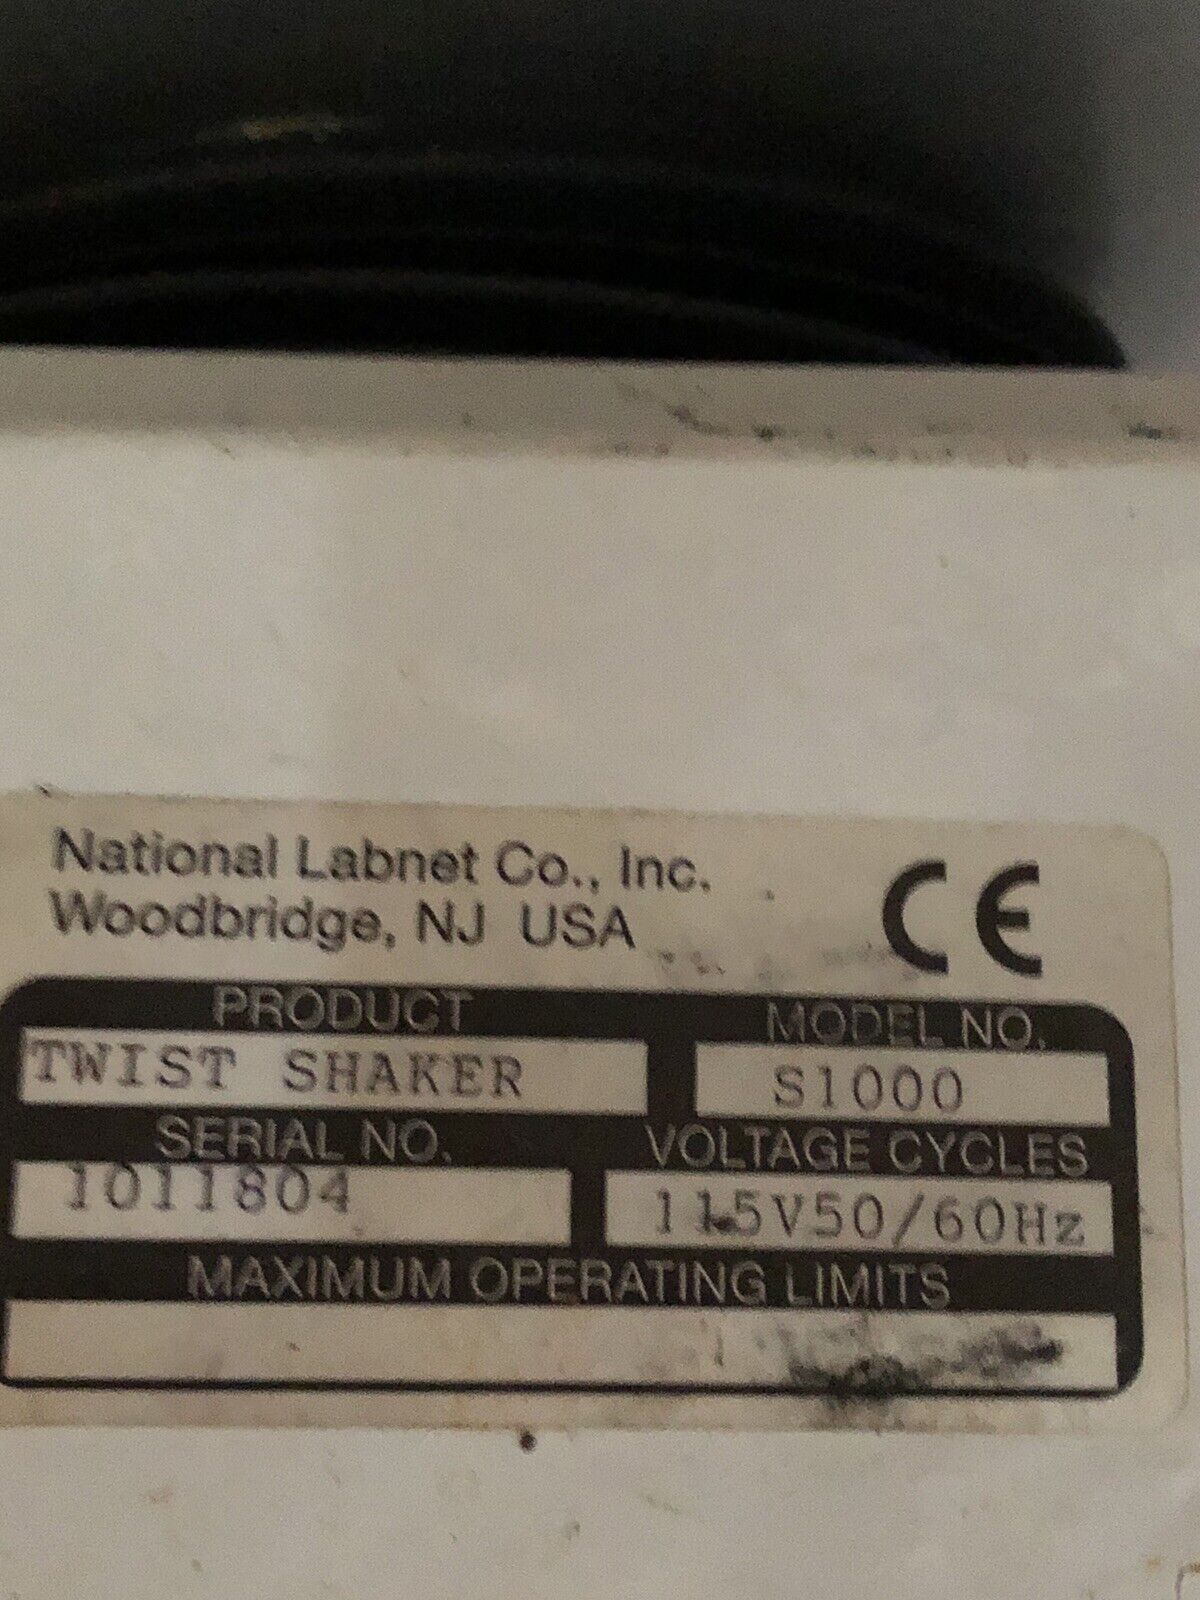 National Labnet Co., Inc.
Woodbridge, NJ USA
CE
PRODUCT
TWIST SHAKER
MODEL NO.
S1000
SERIAL NO.
1011804
VOLTAGE CYCLES
115V50/60Hz
MAXIMUM OPERATING LIMITS